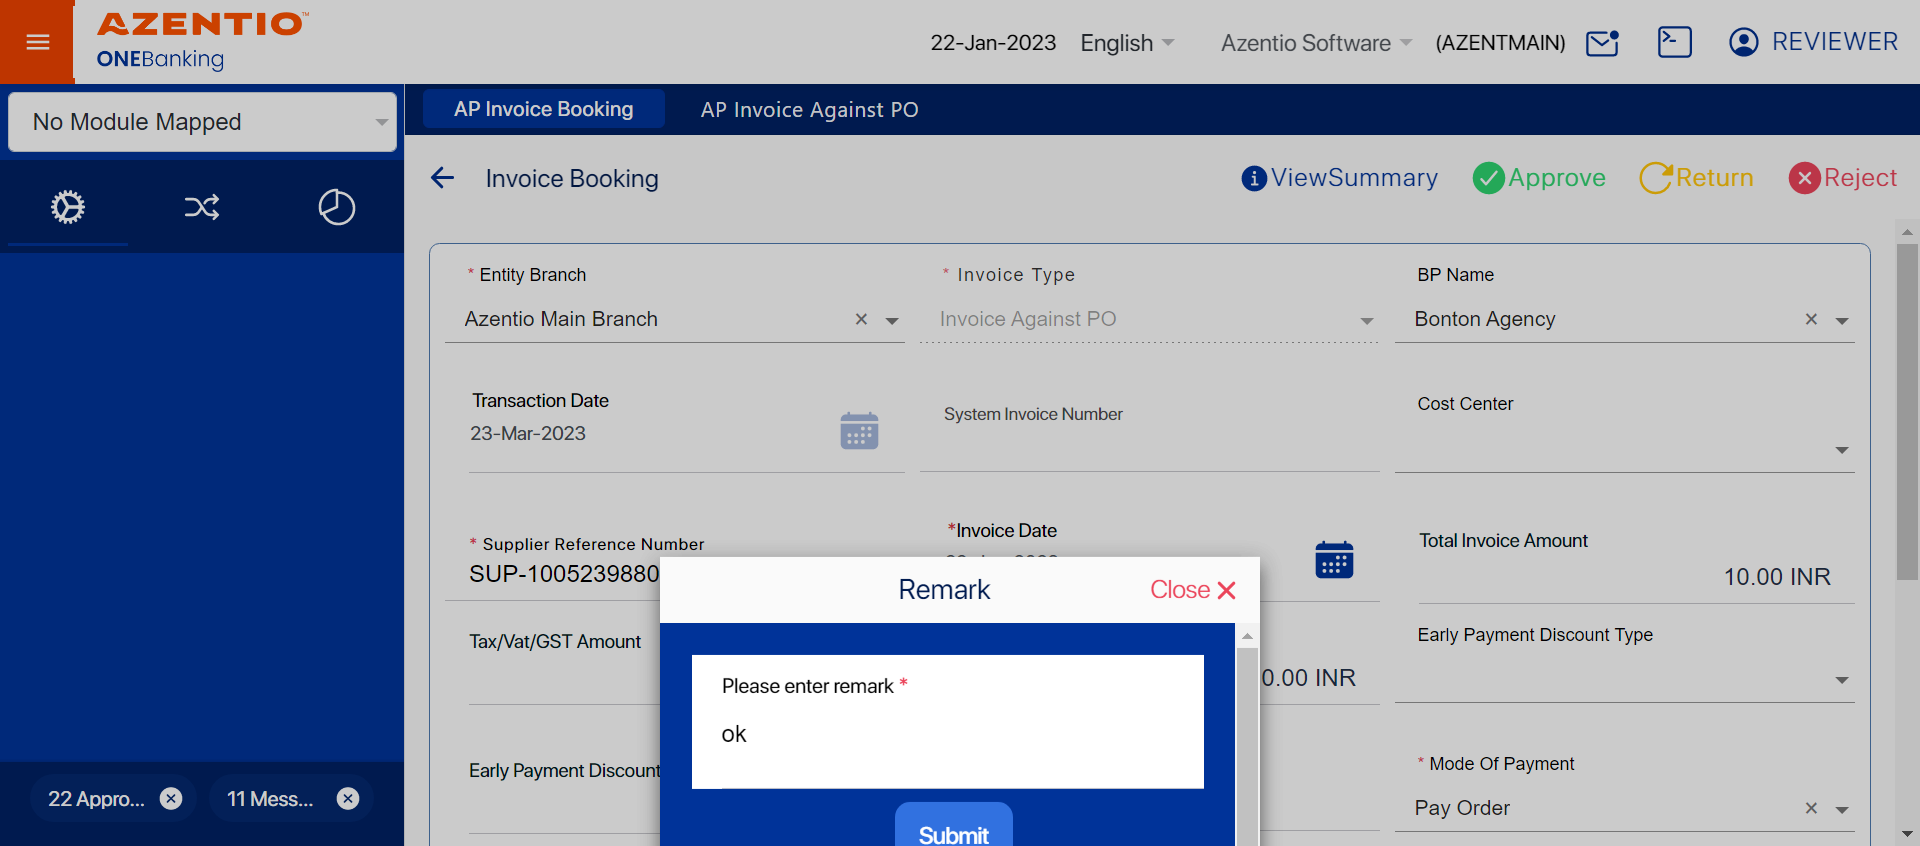 AZENTIO™
ONEBanking
22-Jan-2023
English
Azentio Software
(AZENTMAIN)
REVIEWER
No Module Mapped
AP Invoice Booking
AP Invoice Against PO
Invoice Booking
ViewSummary
Approve
Return
Reject
* Entity Branch
* Invoice Type
BP Name
Azentio Main Branch
Invoice Against PO
Bonton Agency
Transaction Date
23-Mar-2023
System Invoice Number
Cost Center
* Supplier Reference Number
SUP-1005239880
*Invoice Date
Total Invoice Amount
10.00 INR
Tax/Vat/GST Amount
0.00 INR
Early Payment Discount Type
Early Payment Discount
* Mode Of Payment
Pay Order
Remark
Close
Please enter remark *
ok
Submit
22 Appro...
11 Mess...